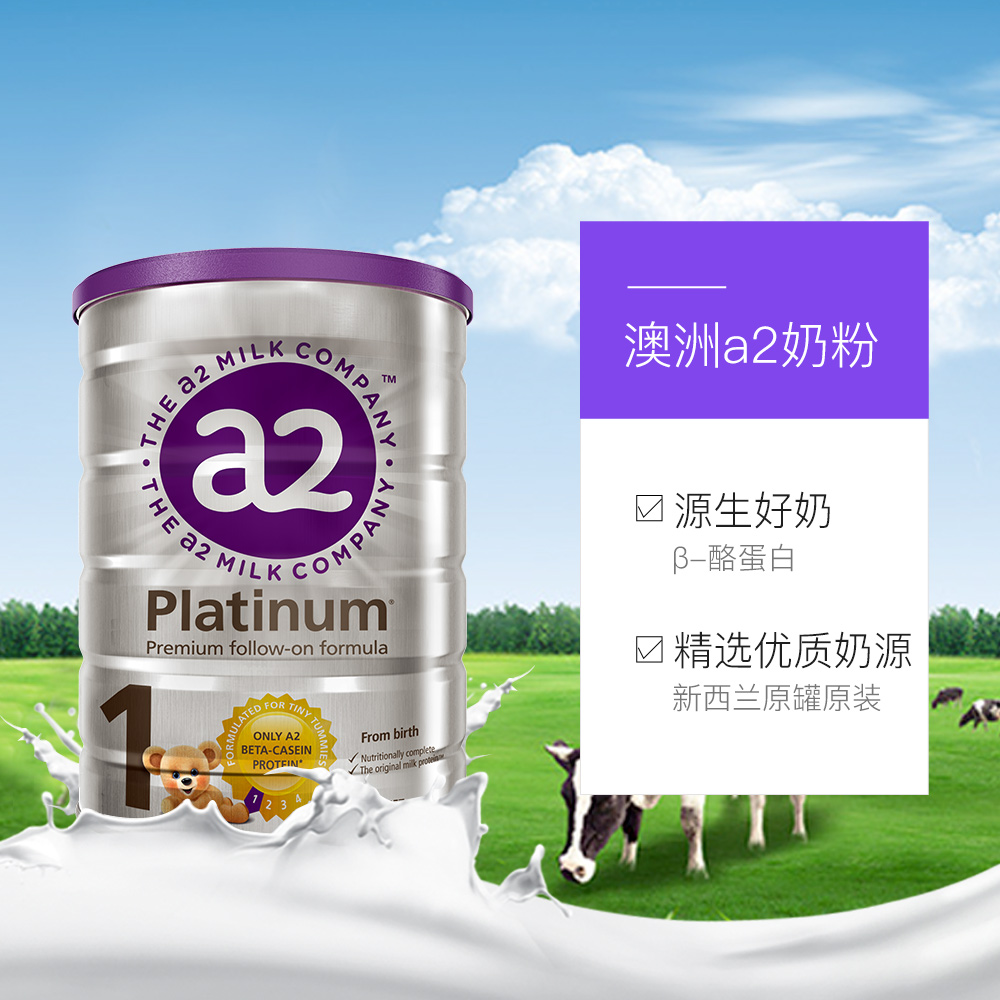 THE a2 MILK COMPANY ™
a2
THE a2 MILK COMPANY
Platinum®
Premium follow-on formula
1
FORMULATED FOR TINY TUMMIES
ONLY A2
BETA-CASEIN
PROTEIN*
1 2 3 4
From birth
✓ Nutritionally complete
✓ The original milk protein™
澳洲a2奶粉
☑ 源生好奶
β-酪蛋白
☑ 精选优质奶源
新西兰原罐原装